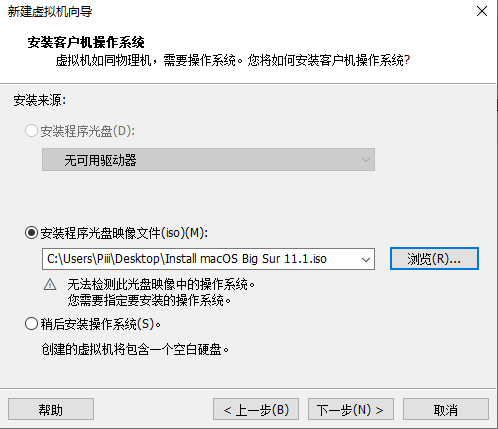 新建虚拟机向导
安装客户机操作系统
虚拟机如同物理机，需要操作系统。您将如何安装客户机操作系统?
安装来源:
安装程序光盘(D):
无可用驱动器
安装程序光盘映像文件(iso)(M):
C:\Users\Piii\Desktop\Install macOS Big Sur 11.1.iso
浏览(R)...
无法检测此光盘映像中的操作系统。
您需要指定要安装的操作系统。
稍后安装操作系统(S)。
创建的虚拟机将包含一个空白硬盘。
帮助
< 上一步(B)
下一步(N) >
取消